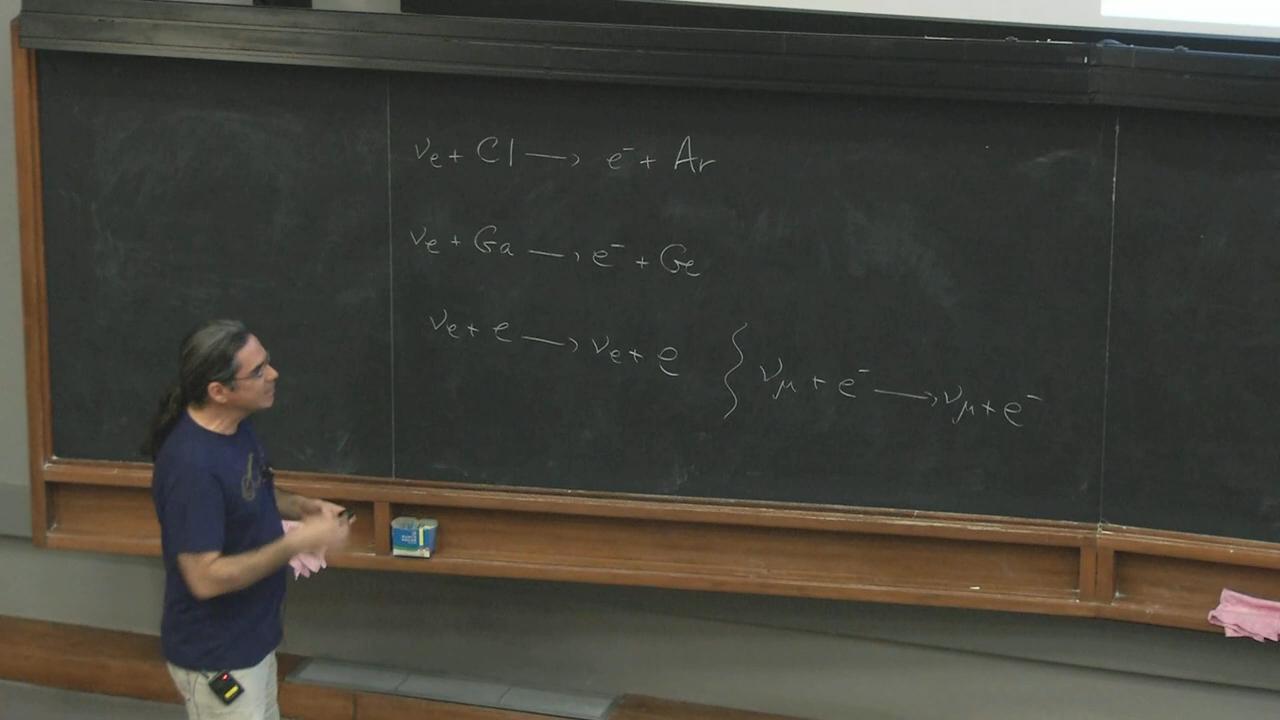 νe + Cl ⟶ e⁻ + Ar
νe + Ga ⟶ e⁻ + Ge
νe + e ⟶ νe + e { νμ + e⁻ ⟶ νμ + e⁻